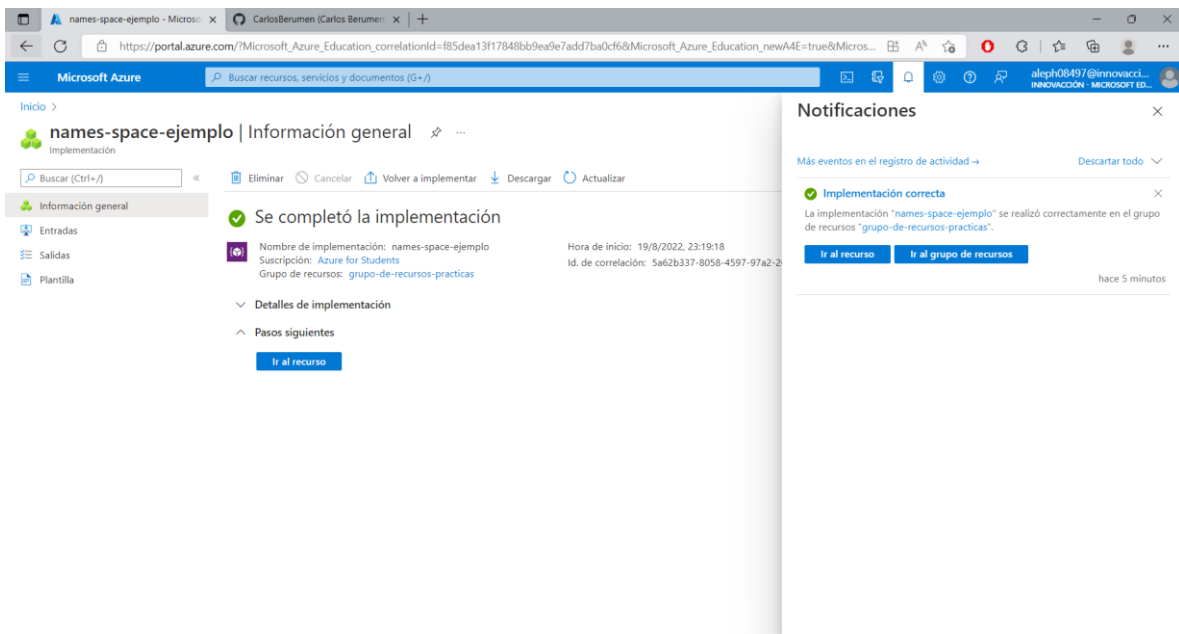 names-space-ejemplo - Microso
CarlosBerumen (Carlos Berumen
https://portal.azure.com/?Microsoft_Azure_Education_correlationId=f85dea13f17848bb9ea9e7add7ba0cf6&Microsoft_Azure_Education_newA4E=true&Micros...
Microsoft Azure
Buscar recursos, servicios y documentos (G+/)
aleph08497@innovacci...
INNOVACCIÓN - MICROSOFT ED...
Inicio >
names-space-ejemplo | Información general
Implementación
Buscar (Ctrl+/)
«
Eliminar
Cancelar
Volver a implementar
Descargar
Actualizar
Información general
Entradas
Salidas
Plantilla
Se completó la implementación
Nombre de implementación: names-space-ejemplo
Suscripción: Azure for Students
Grupo de recursos: grupo-de-recursos-practicas
Hora de inicio: 19/8/2022, 23:19:18
Id. de correlación: 5a62b337-8058-4597-97a2-2
Detalles de implementación
Pasos siguientes
Ir al recurso
Notificaciones
Más eventos en el registro de actividad →
Descartar todo
Implementación correcta
La implementación "names-space-ejemplo" se realizó correctamente en el grupo
de recursos "grupo-de-recursos-practicas".
Ir al recurso
Ir al grupo de recursos
hace 5 minutos